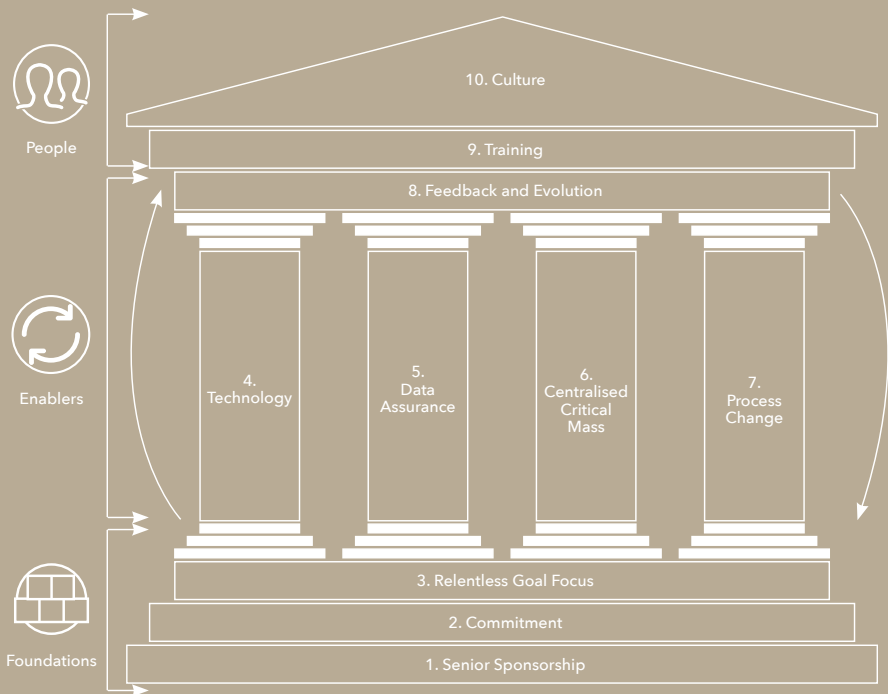 10. Culture
People
9. Training
8. Feedback and Evolution
Enablers
4.
Technology
5.
Data
Assurance
6.
Centralised
Critical
Mass
7.
Process
Change
3. Relentless Goal Focus
2. Commitment
Foundations
1. Senior Sponsorship